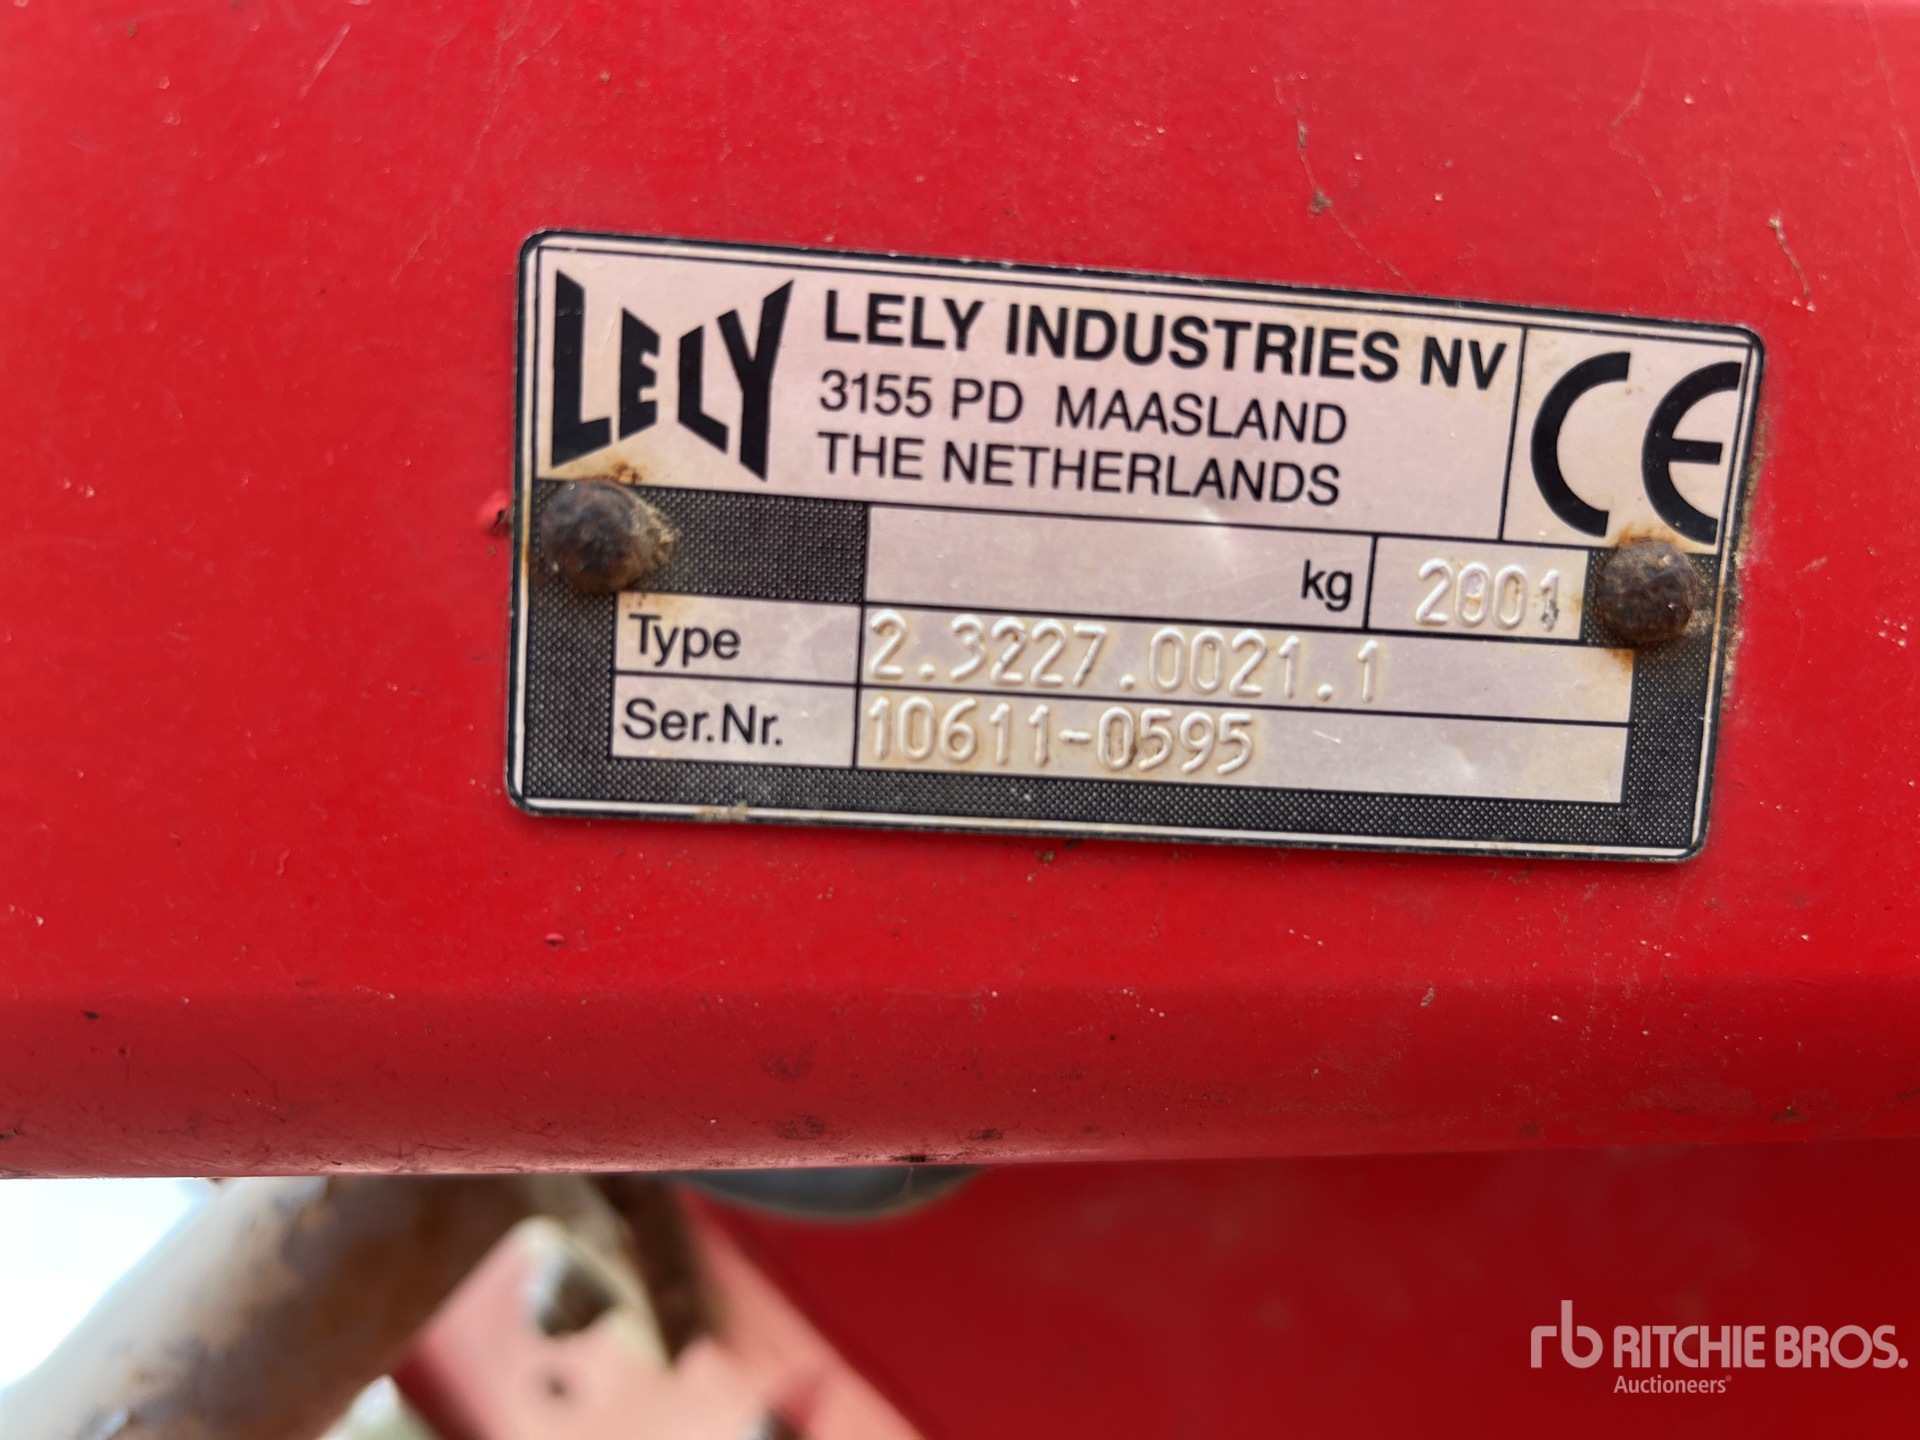 LELY
LELY INDUSTRIES NV
3155 PD MAASLAND
THE NETHERLANDS
CE
kg 2001
Type 2.3227.0021.1
Ser.Nr. 10611-0595
rb RITCHIE BROS.
Auctioneers®